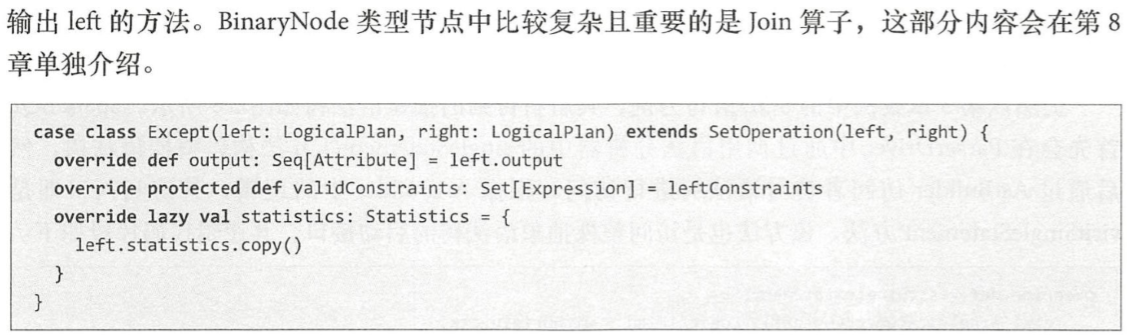 输出 left 的方法。BinaryNode 类型节点中比较复杂且重要的是 Join 算子，这部分内容会在第 8
章单独介绍。
case class Except(left: LogicalPlan, right: LogicalPlan) extends SetOperation(left, right) {
  override def output: Seq[Attribute] = left.output
  override protected def validConstraints: Set[Expression] = leftConstraints
  override lazy val statistics: Statistics = {
    left.statistics.copy()
  }
}